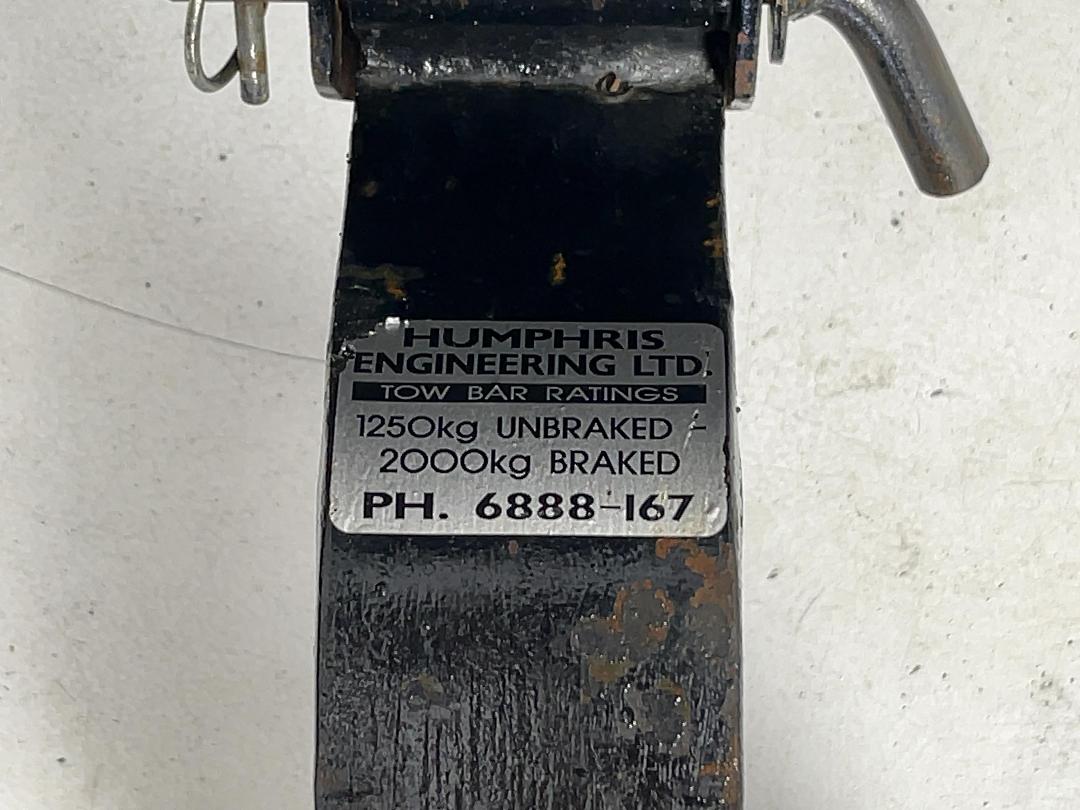 HUMPHRIS
ENGINEERING LTD.
TOW BAR RATINGS
1250kg UNBRAKED -
2000kg BRAKED
PH. 6888-167